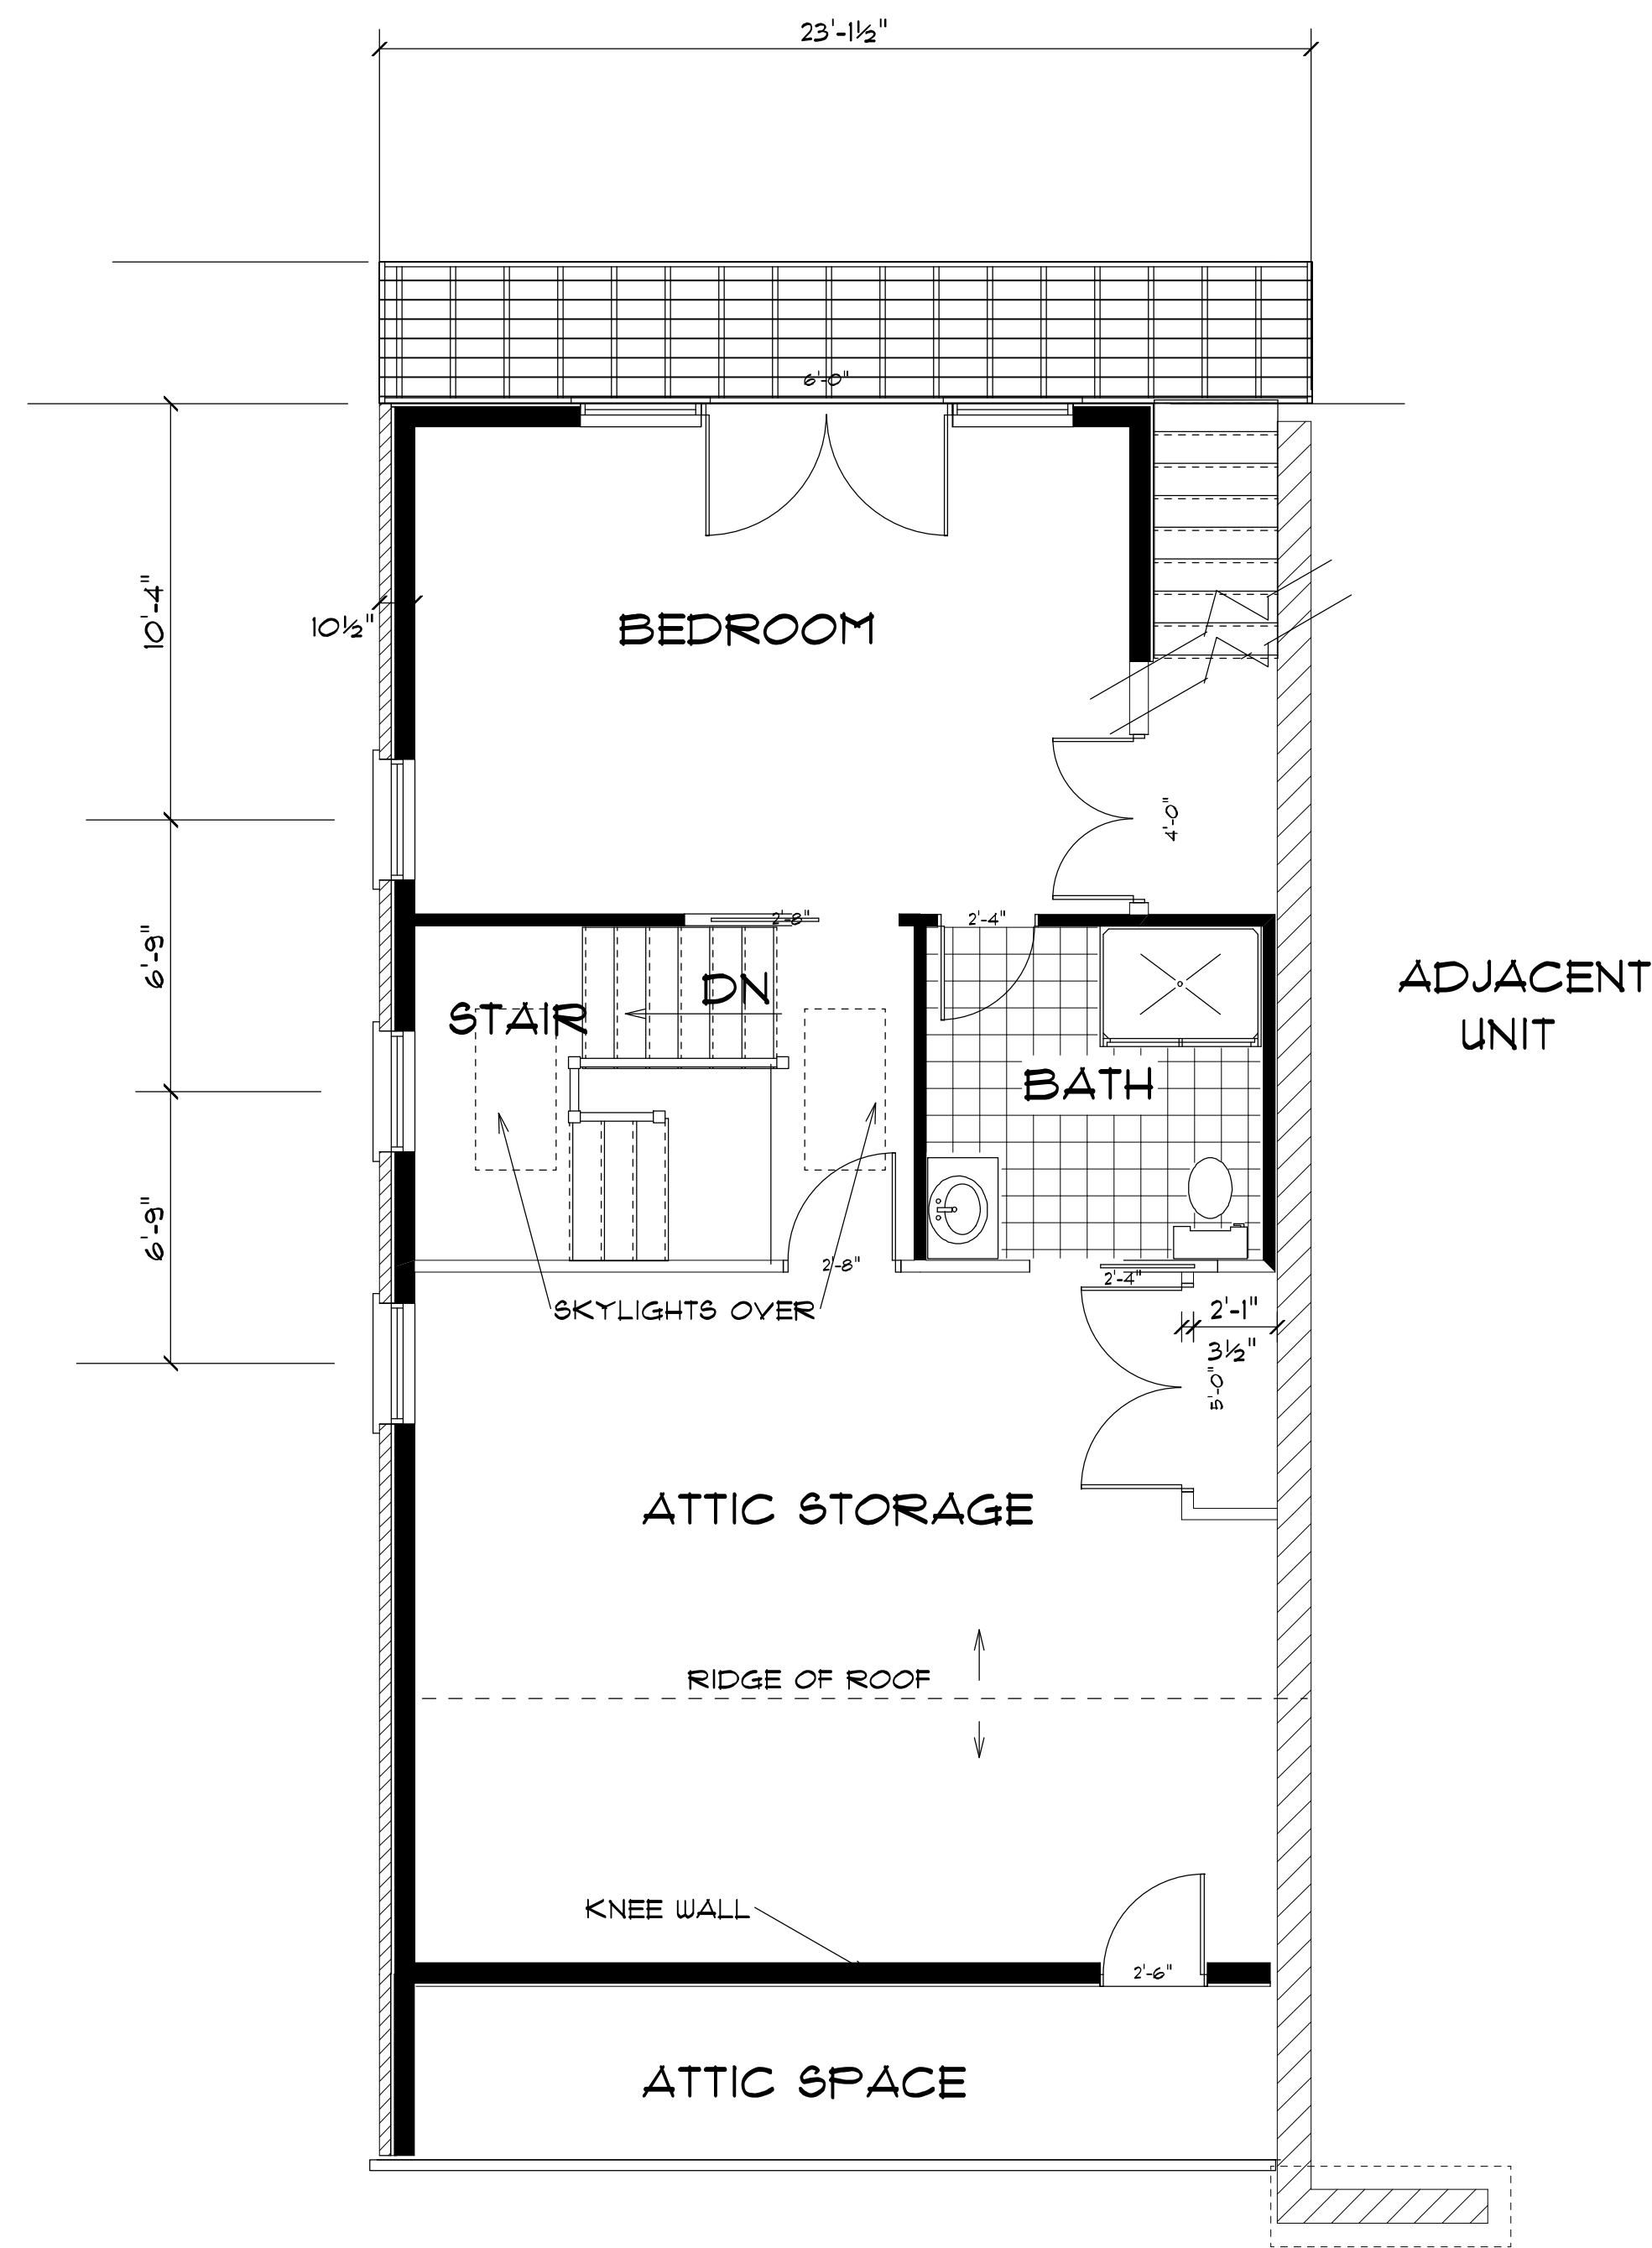 23'-1½"
6'-0"
10'-4"
10½"
BEDROOM
4'-0"
6'-9"
2'-8"
2'-4"
DN
STAIR
ADJACENT
UNIT
BATH
6'-9"
2'-8"
2'-4"
SKYLIGHTS OVER
2'-1"
3½"
5'-0"
ATTIC STORAGE
RIDGE OF ROOF
KNEE WALL
2'-6"
ATTIC SPACE